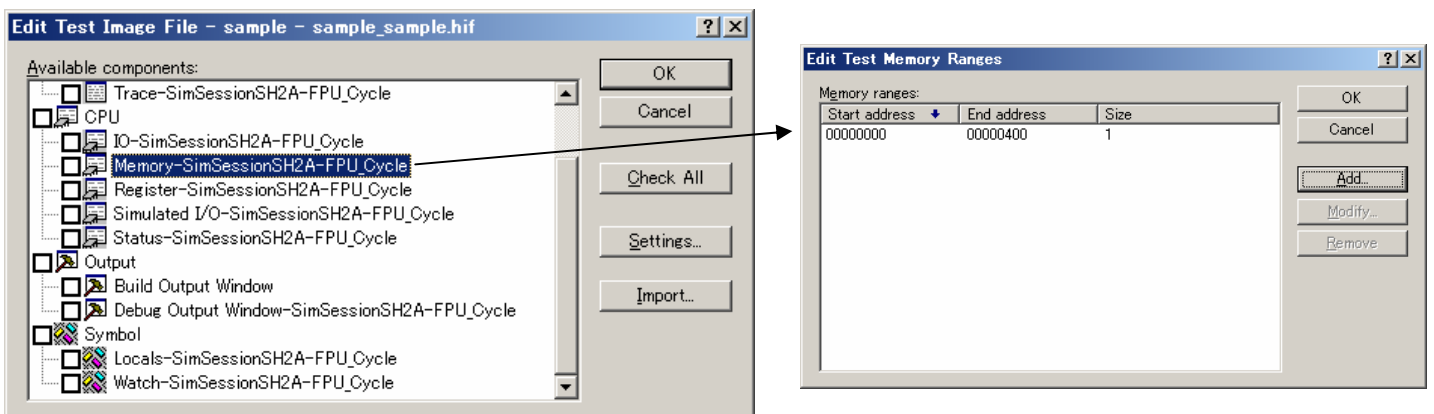 Edit Test Image File - sample - sample_sample.hif
Available components:
Trace-SimSessionSH2A-FPU_Cycle
CPU
IO-SimSessionSH2A-FPU_Cycle
Memory-SimSessionSH2A-FPU_Cycle
Register-SimSessionSH2A-FPU_Cycle
Simulated I/O-SimSessionSH2A-FPU_Cycle
Status-SimSessionSH2A-FPU_Cycle
Output
Build Output Window
Debug Output Window-SimSessionSH2A-FPU_Cycle
Symbol
Locals-SimSessionSH2A-FPU_Cycle
Watch-SimSessionSH2A-FPU_Cycle
OK
Cancel
Check All
Settings...
Import...
Edit Test Memory Ranges
Memory ranges:
Start address End address Size
00000000 00000400 1
OK
Cancel
Add...
Modify...
Remove